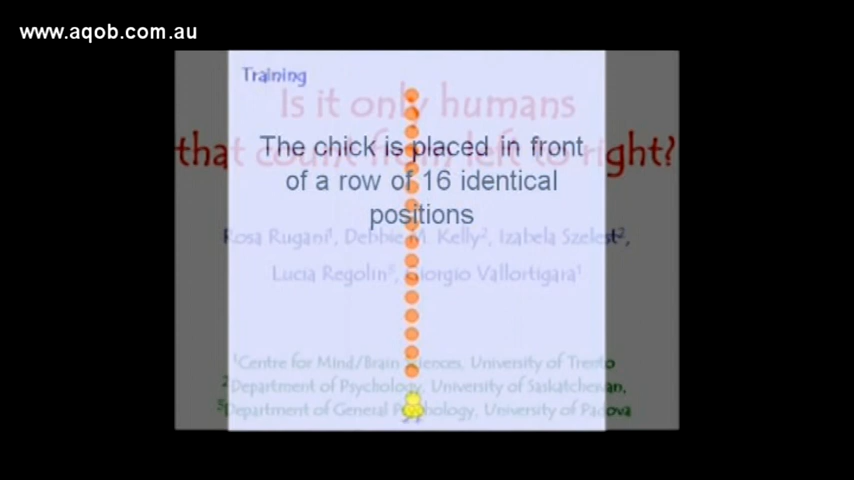 www.aqob.com.au
Training
Is it only humans
that count from left to right?
The chick is placed in front
of a row of 16 identical
positions
Rosa Rugani¹, Debbie M. Kelly², Izabela Szelest²,
Lucia Regolin³, Giorgio Vallortigara¹
¹Centre for Mind/Brain Sciences, University of Trento
²Department of Psychology, University of Saskatchewan,
³Department of General Psychology, University of Padova